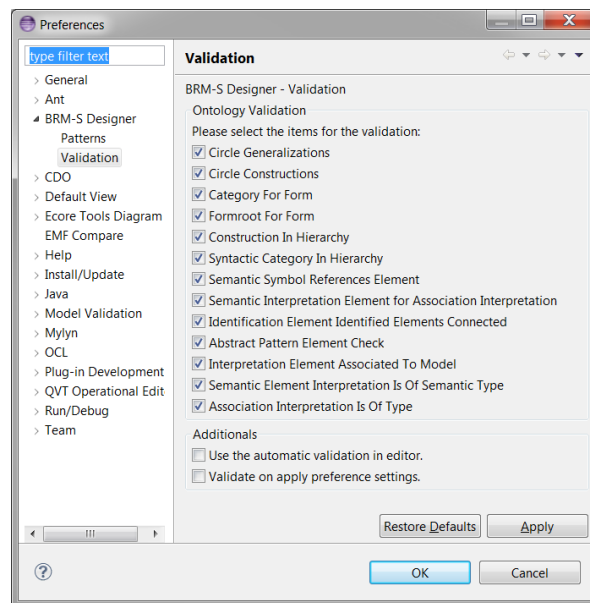 Preferences
type filter text
General
Ant
BRM-S Designer
Patterns
Validation
CDO
Default View
Ecore Tools Diagram
EMF Compare
Help
Install/Update
Java
Model Validation
Mylyn
OCL
Plug-in Development
QVT Operational Edit
Run/Debug
Team
Validation
BRM-S Designer - Validation
Ontology Validation
Please select the items for the validation:
Circle Generalizations
Circle Constructions
Category For Form
Formroot For Form
Construction In Hierarchy
Syntactic Category In Hierarchy
Semantic Symbol References Element
Semantic Interpretation Element for Association Interpretation
Identification Element Identified Elements Connected
Abstract Pattern Element Check
Interpretation Element Associated To Model
Semantic Element Interpretation Is Of Semantic Type
Association Interpretation Is Of Type
Additionals
Use the automatic validation in editor.
Validate on apply preference settings.
Restore Defaults
Apply
OK
Cancel